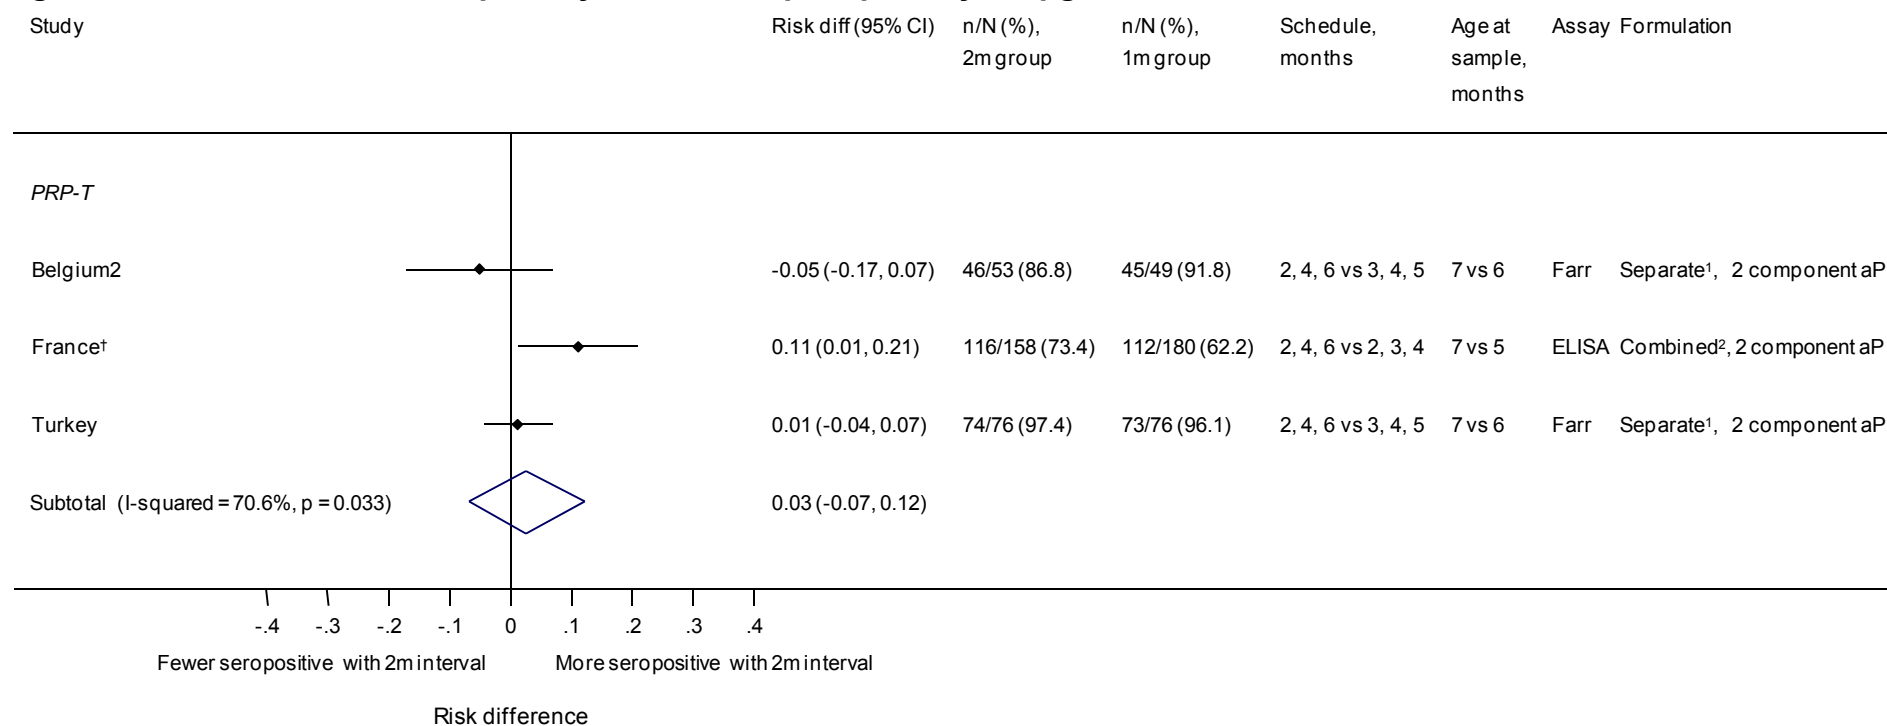 Study Risk diff (95% CI) n/N (%), n/N (%), Schedule, Age at Assay Formulation
2m group 1m group months sample,
months
PRP-T
Belgium2 -0.05 (-0.17, 0.07) 46/53 (86.8) 45/49 (91.8) 2, 4, 6 vs 3, 4, 5 7 vs 6 Farr Separate¹, 2 component aP
France† 0.11 (0.01, 0.21) 116/158 (73.4) 112/180 (62.2) 2, 4, 6 vs 2, 3, 4 7 vs 5 ELISA Combined², 2 component aP
Turkey 0.01 (-0.04, 0.07) 74/76 (97.4) 73/76 (96.1) 2, 4, 6 vs 3, 4, 5 7 vs 6 Farr Separate¹, 2 component aP
Subtotal (I-squared = 70.6%, p = 0.033) 0.03 (-0.07, 0.12)
-.4 -.3 -.2 -.1 0 .1 .2 .3 .4
Fewer seropositive with 2m interval More seropositive with 2m interval
Risk difference